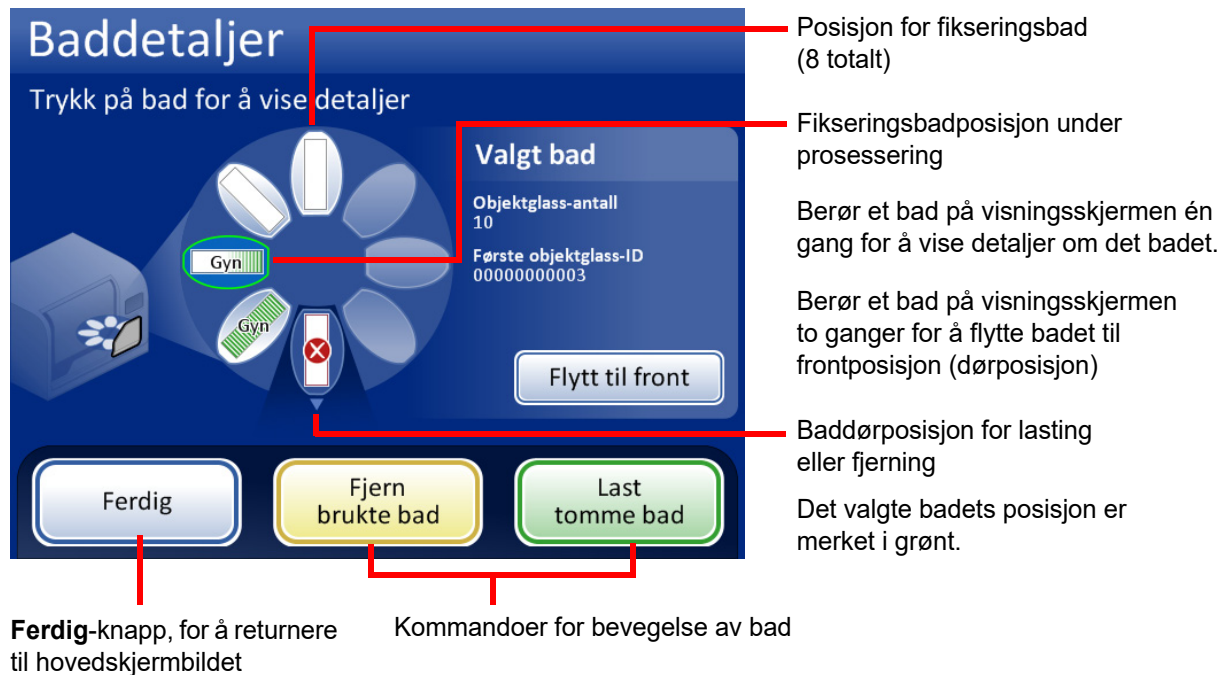 Baddetaljer
Trykk på bad for å vise detaljer
Gyn
Gyn
Valgt bad
Objektglass-antall
10
Første objektglass-ID
00000000003
Flytt til front
Ferdig
Fjern
brukte bad
Last
tomme bad
Posisjon for fikseringsbad
(8 totalt)
Fikseringsbadposisjon under
prosessering
Berør et bad på visningsskjermen én
gang for å vise detaljer om det badet.
Berør et bad på visningsskjermen
to ganger for å flytte badet til
frontposisjon (dørposisjon)
Baddørposisjon for lasting
eller fjerning
Det valgte badets posisjon er
merket i grønt.
Ferdig-knapp, for å returnere
til hovedskjermbildet
Kommandoer for bevegelse av bad